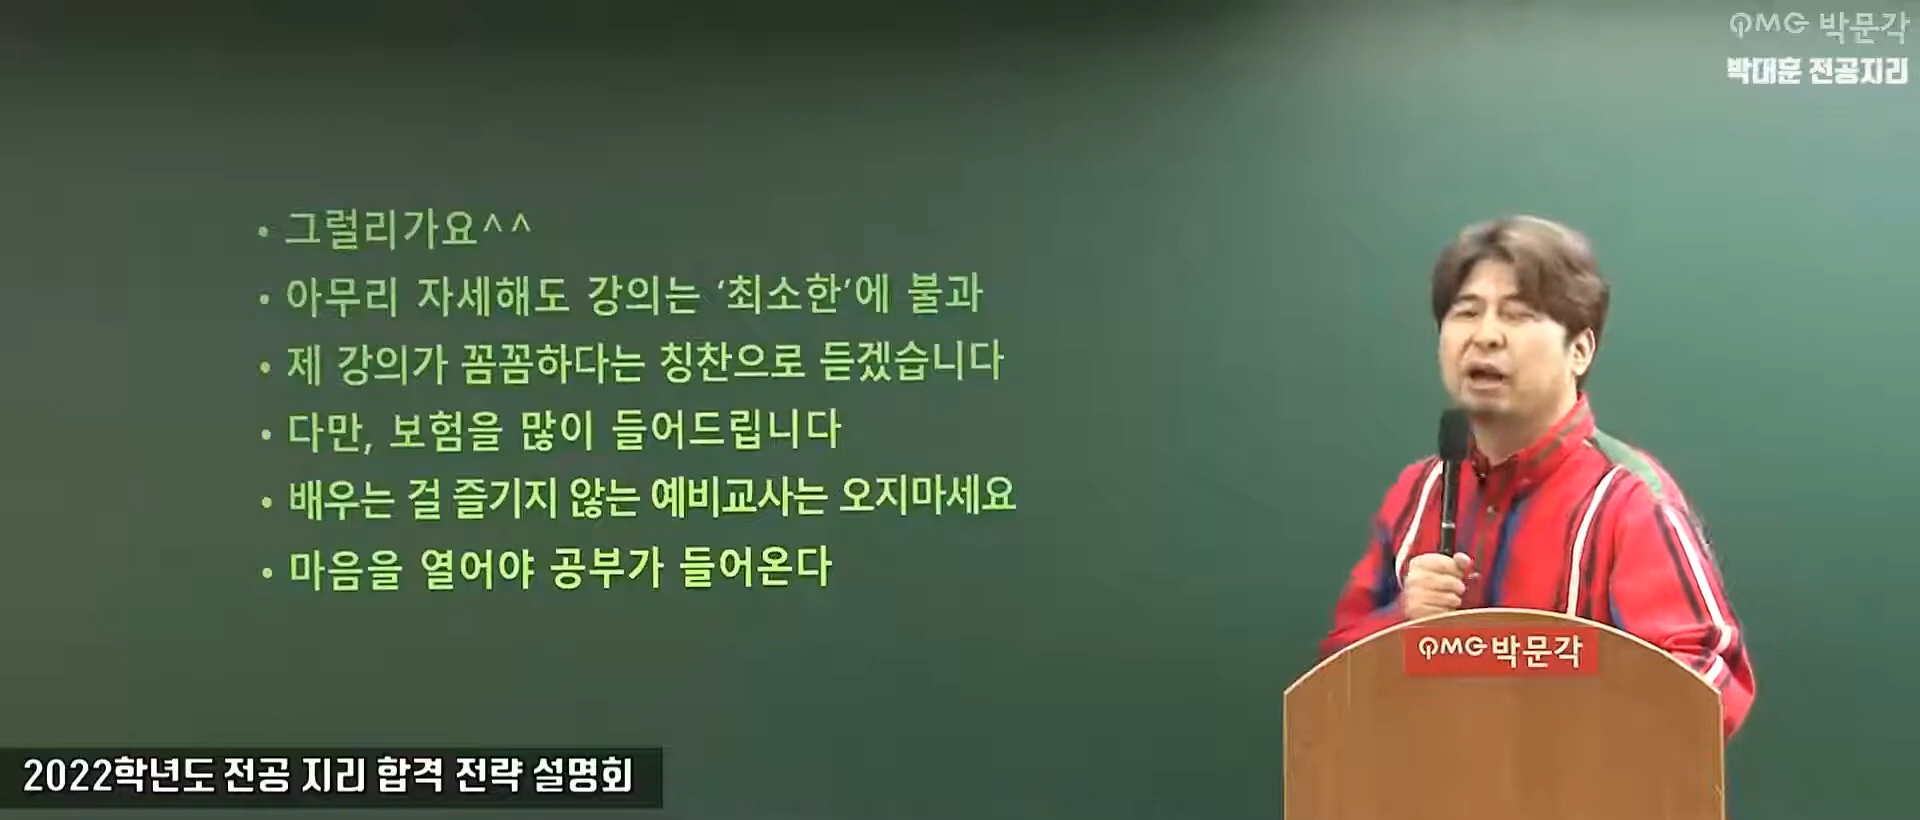 PMG 박문각
박대훈 전공지리
• 그럴리가요^^
• 아무리 자세해도 강의는 ‘최소한’에 불과
• 제 강의가 꼼꼼하다는 칭찬으로 듣겠습니다
• 다만, 보험을 많이 들어드립니다
• 배우는 걸 즐기지 않는 예비교사는 오지마세요
• 마음을 열어야 공부가 들어온다
PMG박문각
2022학년도 전공 지리 합격 전략 설명회